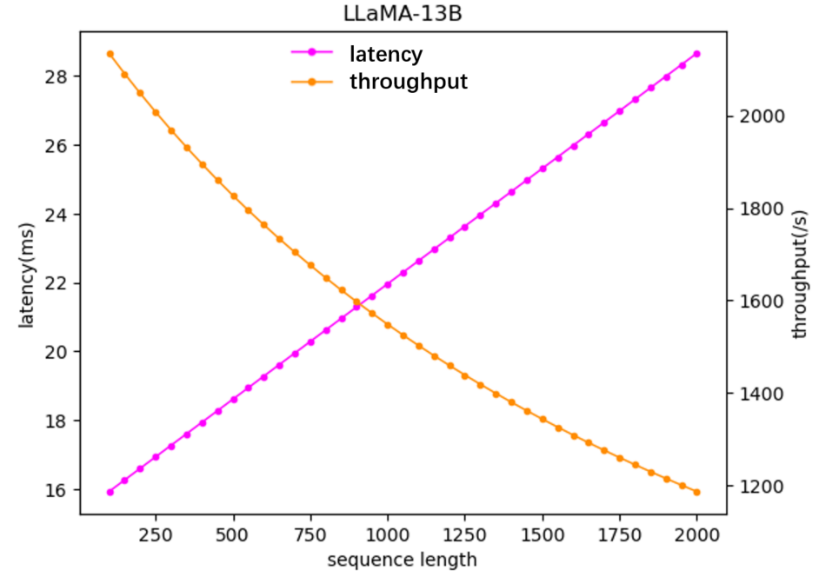 LLaMA-13B
latency
throughput
latency(ms)
28
26
24
22
20
18
16
throughput(/s)
2000
1800
1600
1400
1200
250 500 750 1000 1250 1500 1750 2000
sequence length